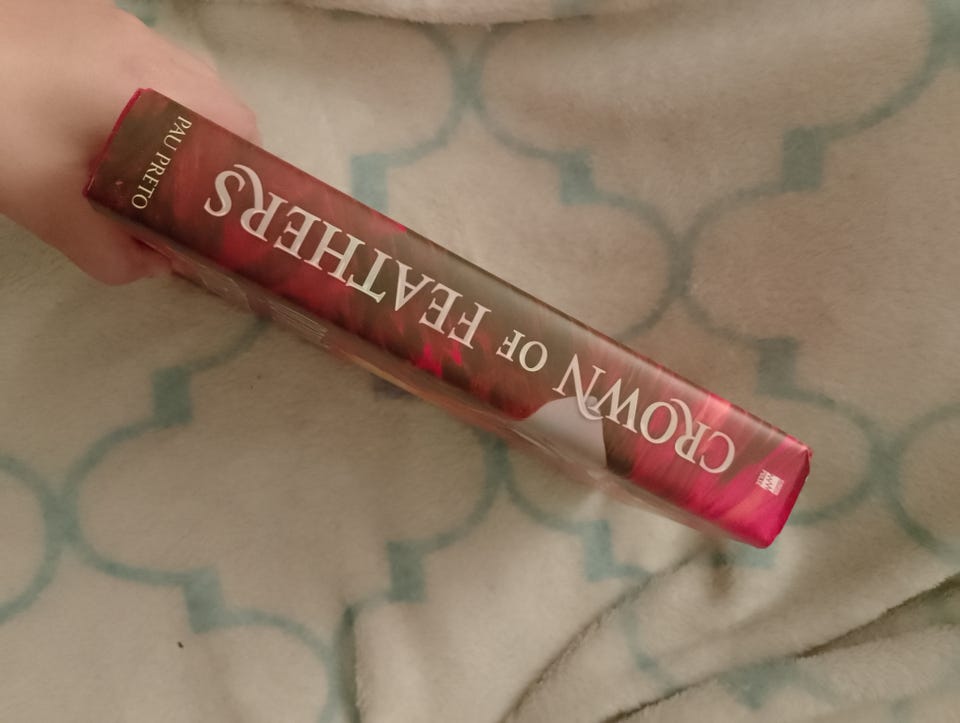 CROWN OF FEATHERS
PAU PRETO